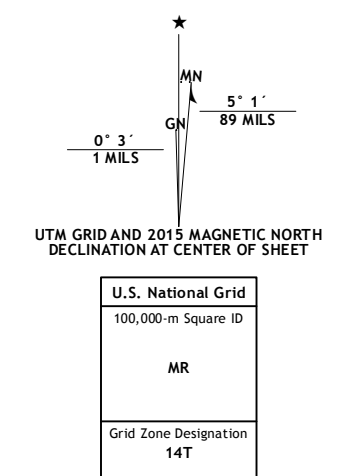 ★
MN
5° 1´
89 MILS
GN
0° 3´
1 MILS
UTM GRID AND 2015 MAGNETIC NORTH
DECLINATION AT CENTER OF SHEET
U.S. National Grid
100,000-m Square ID
MR
Grid Zone Designation
14T